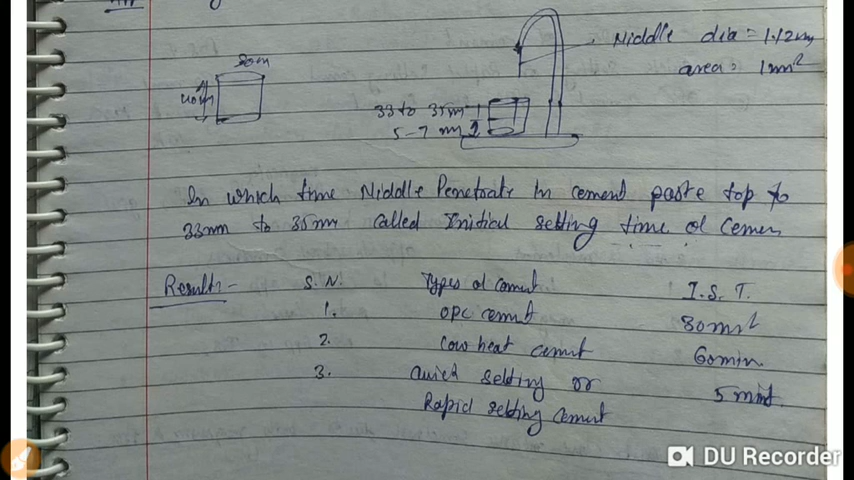 Niddle dia = 1.12mm
area = 1mm²
80mm
40mm
33 to 35mm
5-7 mm
In which time Niddle Penetrate in cement paste top to
33mm to 35mm called Initical setting time of Cemen
Result:- S.N. Types of cement I.S.T.
1. OPC cement 30mint
2. Low heat cement 60min.
3. Quick setting or 5 mint
Rapid setting cement
DU Recorder